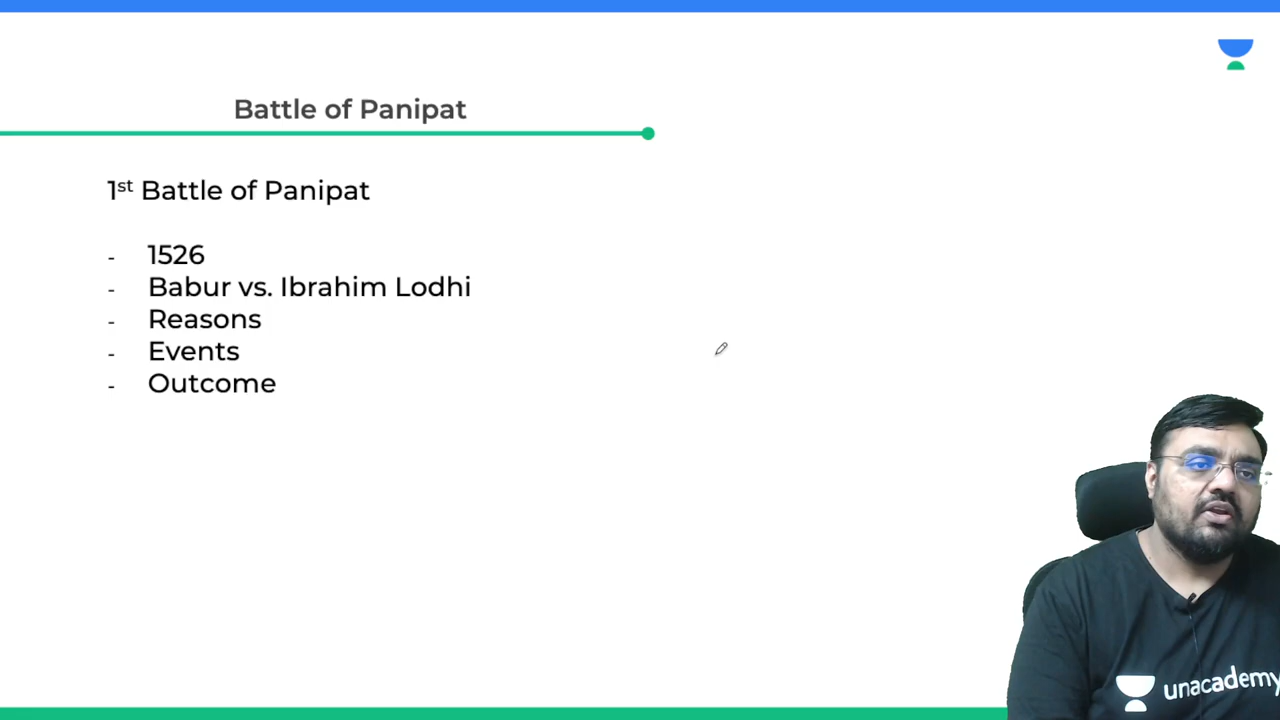 Battle of Panipat
1st Battle of Panipat
- 1526
- Babur vs. Ibrahim Lodhi
- Reasons
- Events
- Outcome
unacademy